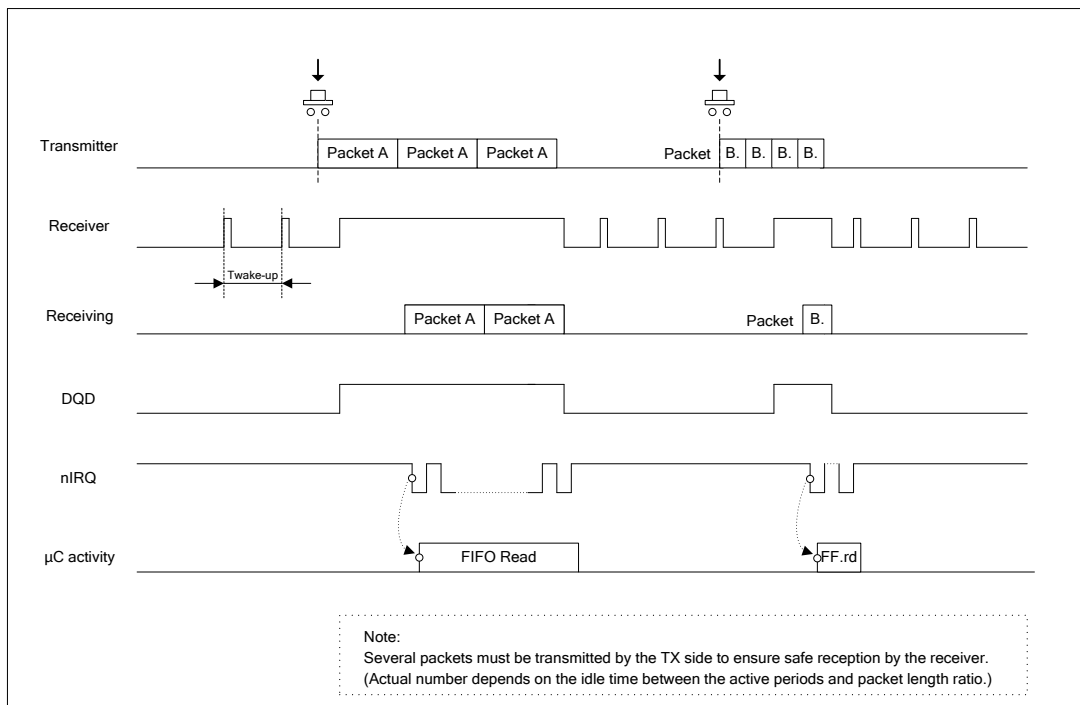 Transmitter
Packet A Packet A Packet A Packet B. B. B. B.
Receiver
Twake-up
Receiving
Packet A Packet A Packet B.
DQD
nIRQ
µC activity
FIFO Read FF.rd
Note:
Several packets must be transmitted by the TX side to ensure safe reception by the receiver.
(Actual number depends on the idle time between the active periods and packet length ratio.)